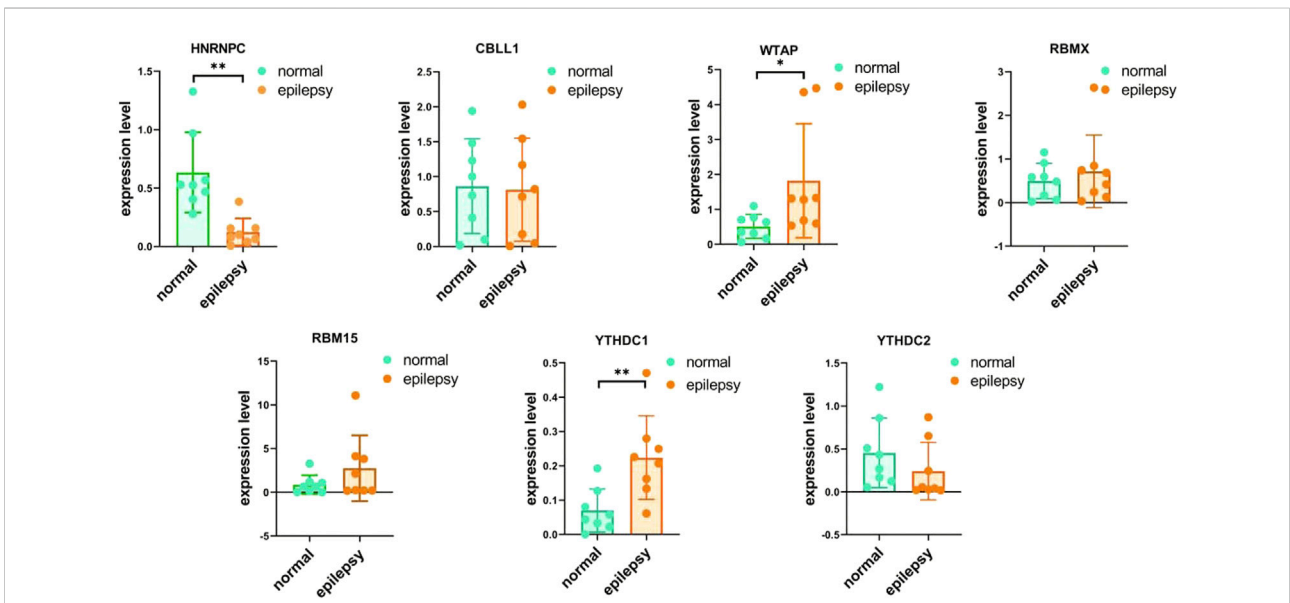 HNRNPC
** 
normal
epilepsy
expression level
1.5
1.0
0.5
0.0
normal
epilepsy
CBLL1
normal
epilepsy
expression level
2.5
2.0
1.5
1.0
0.5
0.0
normal
epilepsy
WTAP
*
normal
epilepsy
expression level
5
4
3
2
1
0
normal
epilepsy
RBMX
normal
epilepsy
expression level
3
2
1
0
-1
normal
epilepsy
RBM15
normal
epilepsy
expression level
15
10
5
0
-5
normal
epilepsy
YTHDC1
**
normal
epilepsy
expression level
0.5
0.4
0.3
0.2
0.1
0.0
normal
epilepsy
YTHDC2
normal
epilepsy
expression level
1.5
1.0
0.5
0.0
-0.5
normal
epilepsy